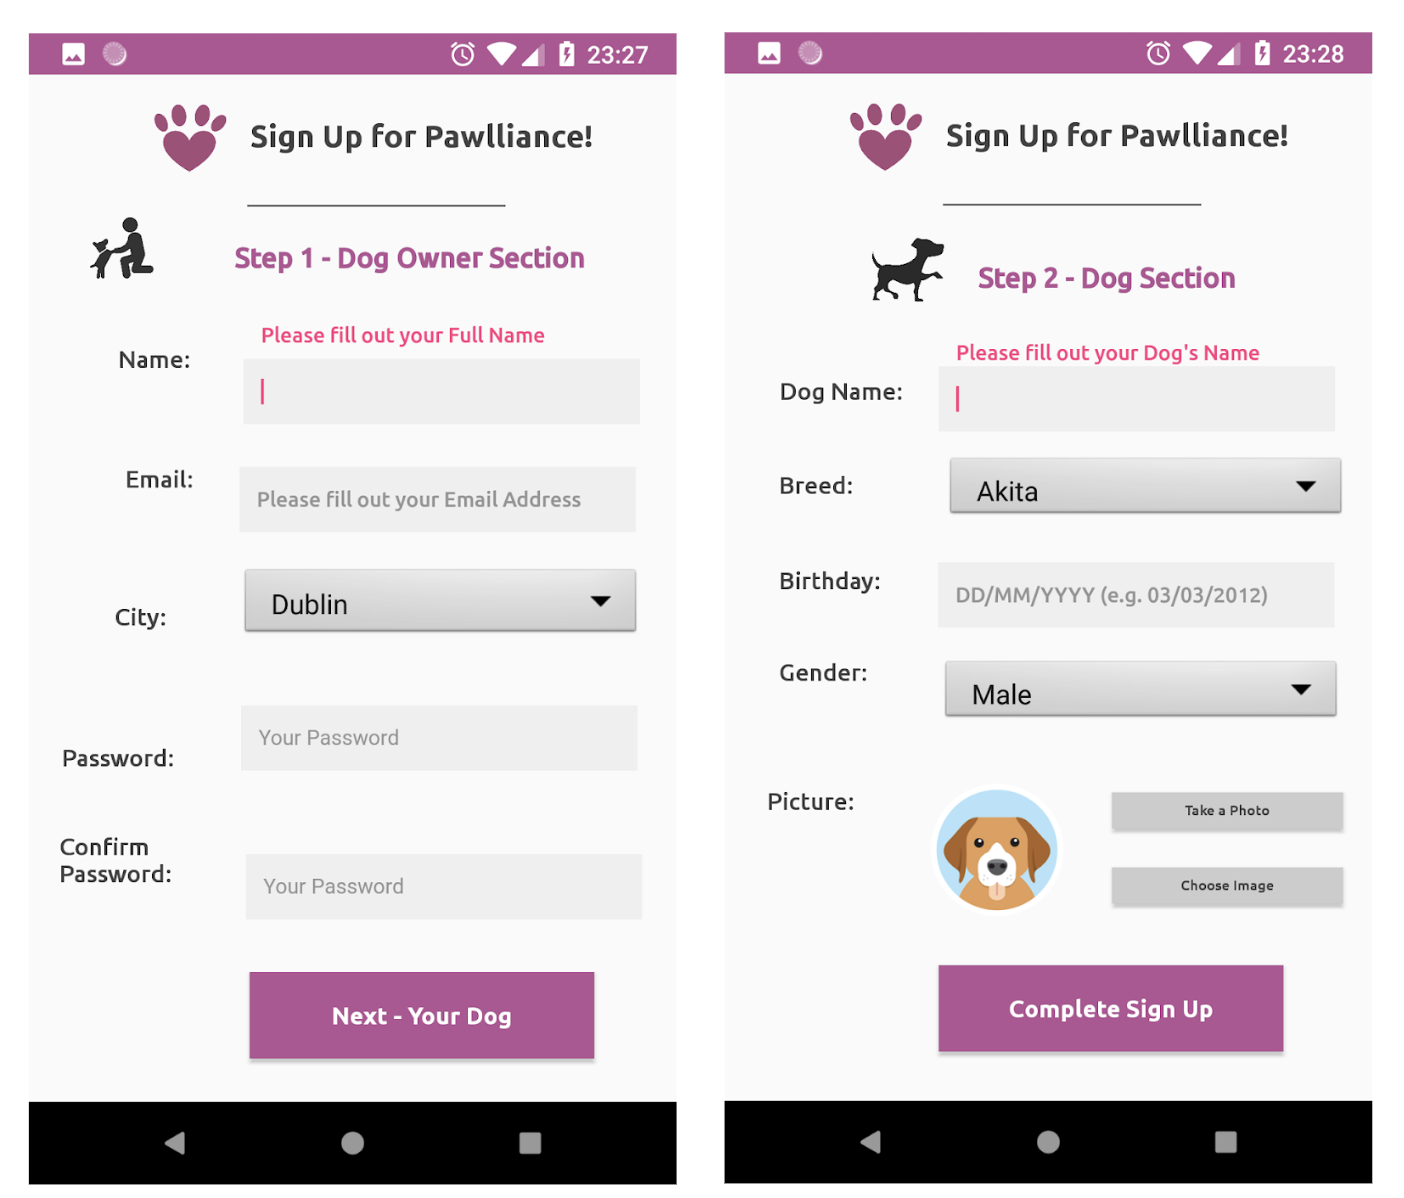 23:27
Sign Up for Pawlliance!
Step 1 - Dog Owner Section
Please fill out your Full Name
Name:
Email:
Please fill out your Email Address
City:
Dublin
Your Password
Password:
Confirm
Password:
Your Password
Next - Your Dog
23:28
Sign Up for Pawlliance!
Step 2 - Dog Section
Please fill out your Dog's Name
Dog Name:
Breed:
Akita
Birthday:
DD/MM/YYYY (e.g. 03/03/2012)
Gender:
Male
Picture:
Take a Photo
Choose Image
Complete Sign Up